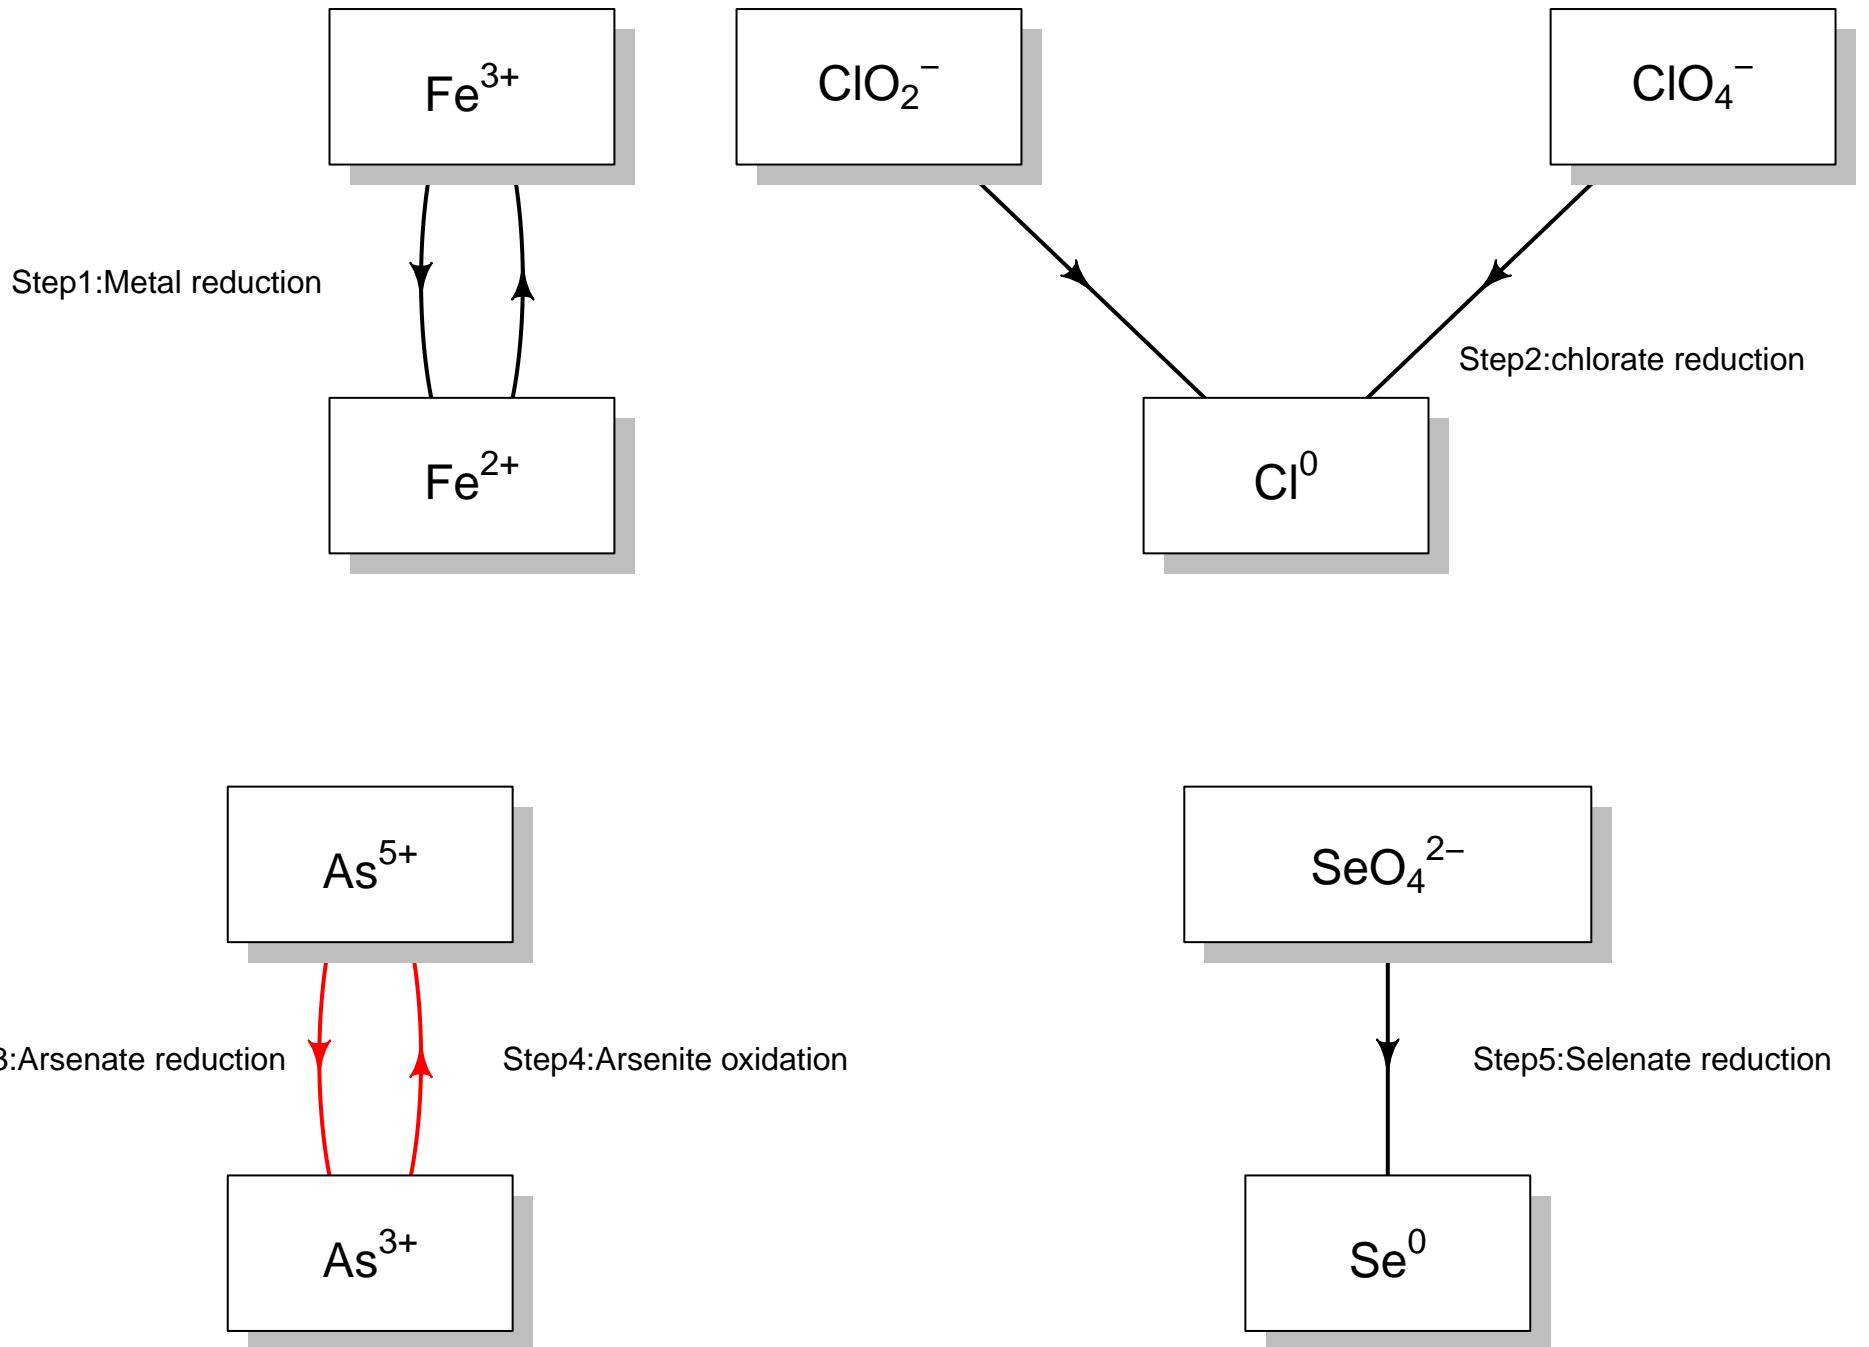 Fe³⁺
ClO₂⁻
ClO₄⁻
Step1:Metal reduction
Step2:chlorate reduction
Fe²⁺
Cl⁰
As⁵⁺
SeO₄²⁻
3:Arsenate reduction
Step4:Arsenite oxidation
Step5:Selenate reduction
As³⁺
Se⁰